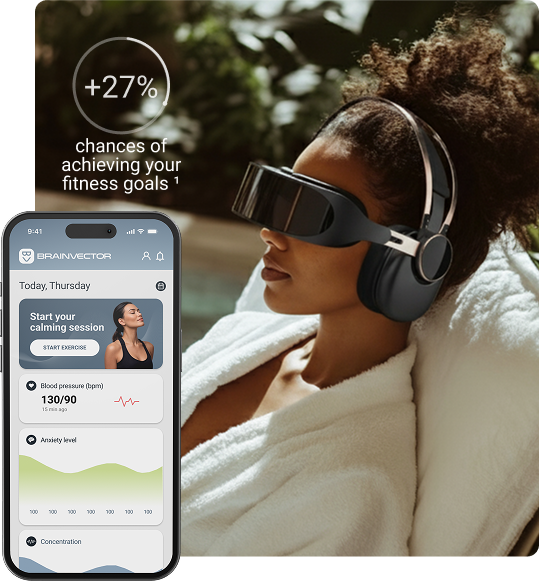 +27%
chances of
achieving your
fitness goals ¹
9:41
BRAINVECTOR
Today, Thursday
Start your
calming session
START EXERCISE
Blood pressure (bpm)
130/90
15 min ago
Anxiety level
100 100 100 100 100 100 100
Concentration